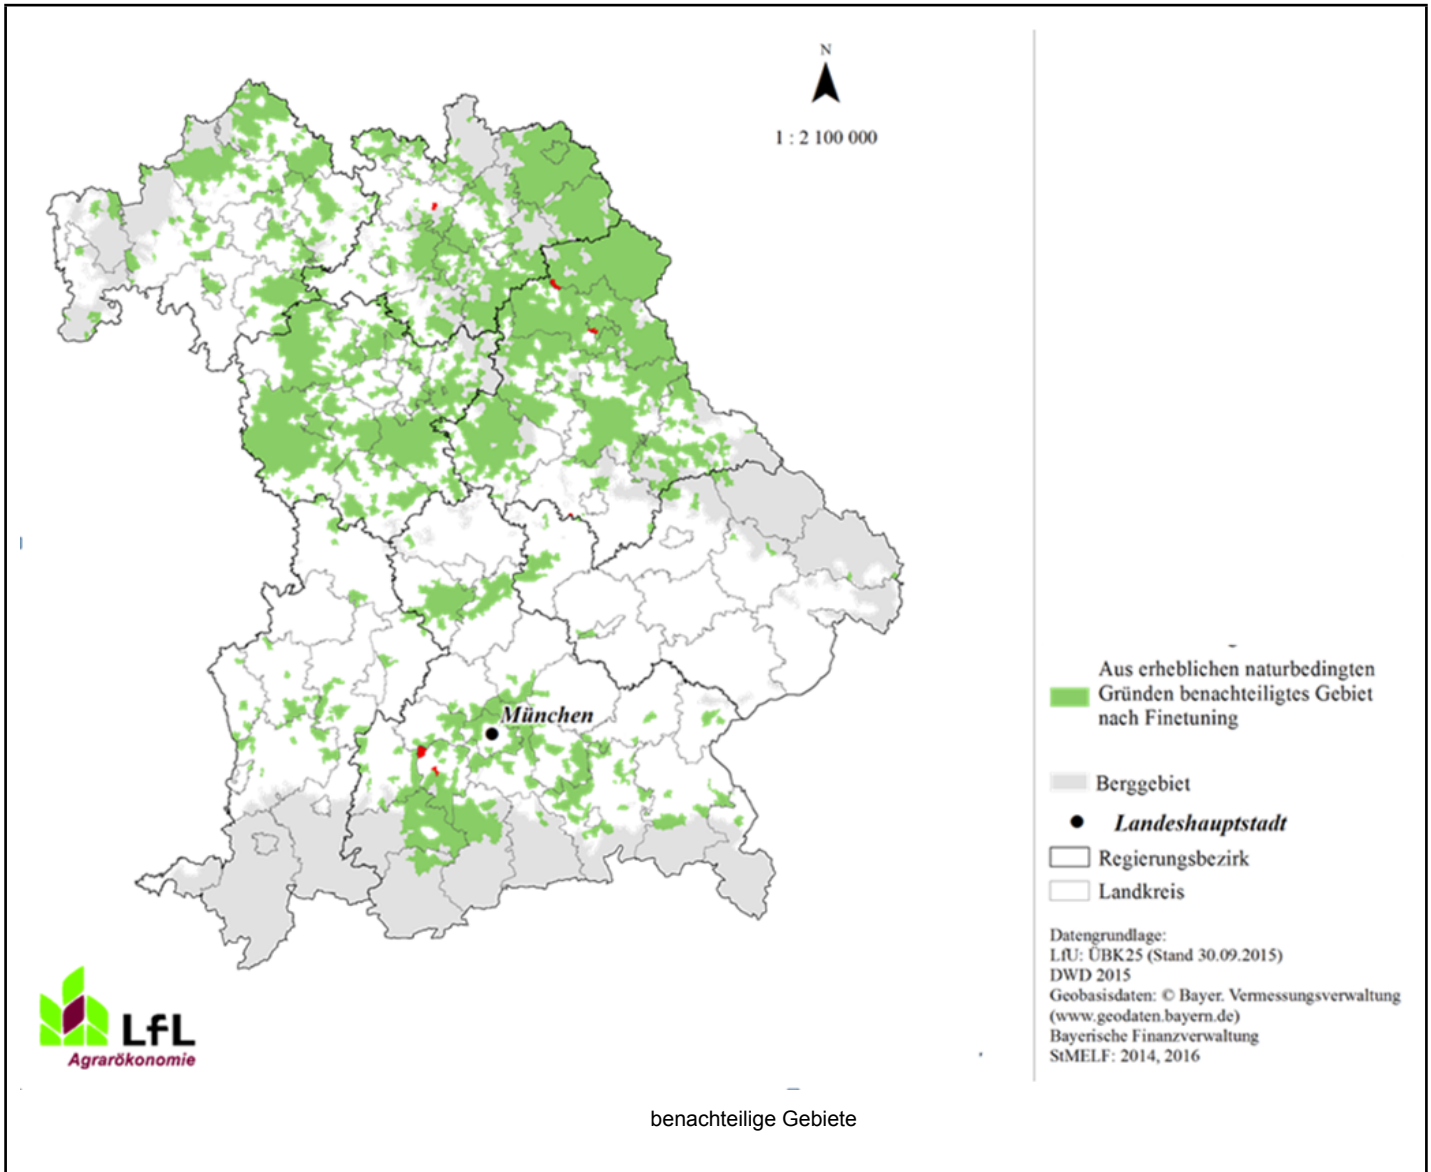 N
1 : 2 100 000
München
Aus erheblichen naturbedingten
Gründen benachteiligtes Gebiet
nach Finetuning
Berggebiet
Landeshauptstadt
Regierungsbezirk
Landkreis
Datengrundlage:
LfU: ÜBK25 (Stand 30.09.2015)
DWD 2015
Geobasisdaten: © Bayer. Vermessungsverwaltung
(www.geodaten.bayern.de)
Bayerische Finanzverwaltung
StMELF: 2014, 2016
LfL
Agrarökonomie
benachteilige Gebiete